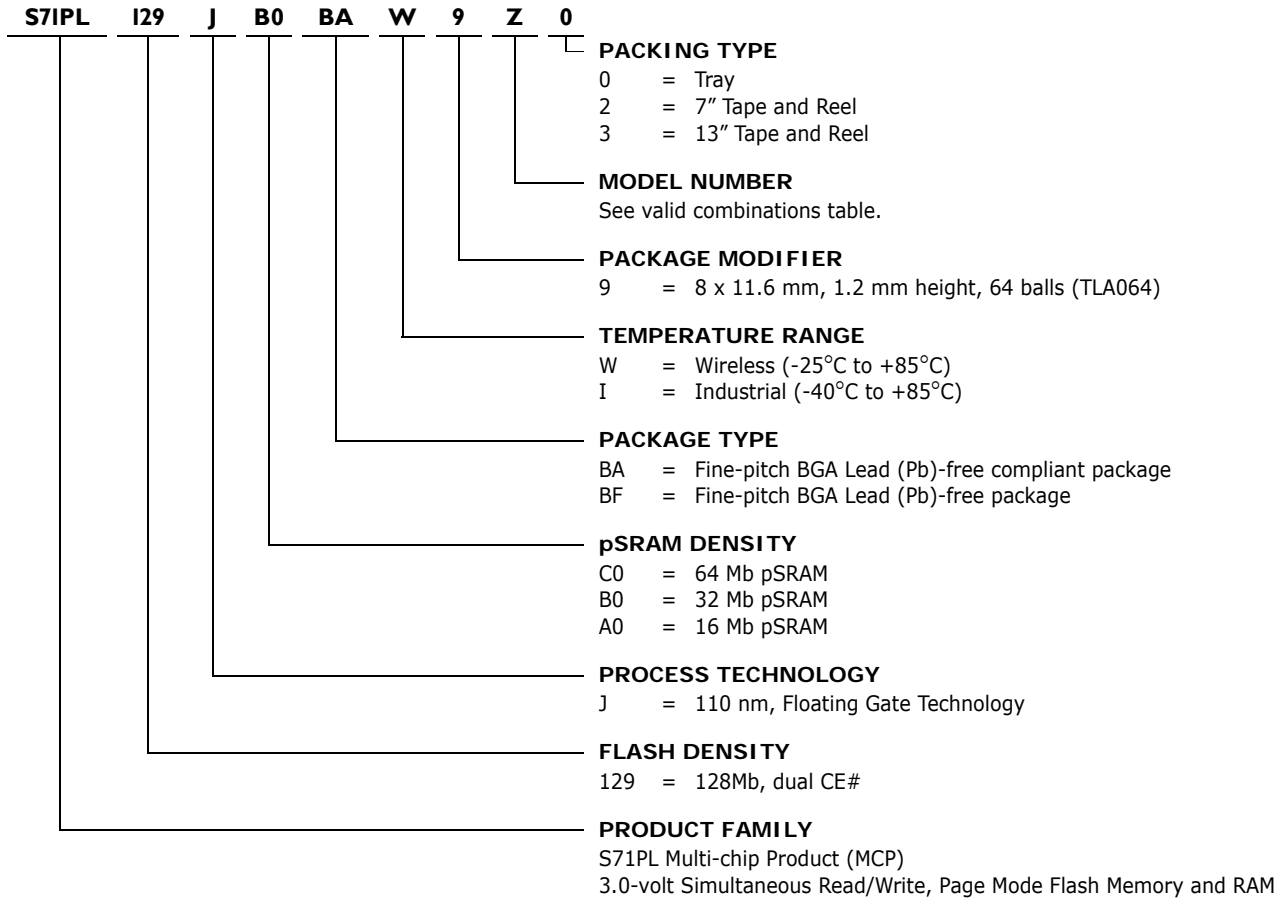 S71PL 129 J B0 BA W 9 Z 0
PACKING TYPE
0 = Tray
2 = 7″ Tape and Reel
3 = 13″ Tape and Reel
MODEL NUMBER
See valid combinations table.
PACKAGE MODIFIER
9 = 8 x 11.6 mm, 1.2 mm height, 64 balls (TLA064)
TEMPERATURE RANGE
W = Wireless (-25°C to +85°C)
I = Industrial (-40°C to +85°C)
PACKAGE TYPE
BA = Fine-pitch BGA Lead (Pb)-free compliant package
BF = Fine-pitch BGA Lead (Pb)-free package
pSRAM DENSITY
C0 = 64 Mb pSRAM
B0 = 32 Mb pSRAM
A0 = 16 Mb pSRAM
PROCESS TECHNOLOGY
J = 110 nm, Floating Gate Technology
FLASH DENSITY
129 = 128Mb, dual CE#
PRODUCT FAMILY
S71PL Multi-chip Product (MCP)
3.0-volt Simultaneous Read/Write, Page Mode Flash Memory and RAM